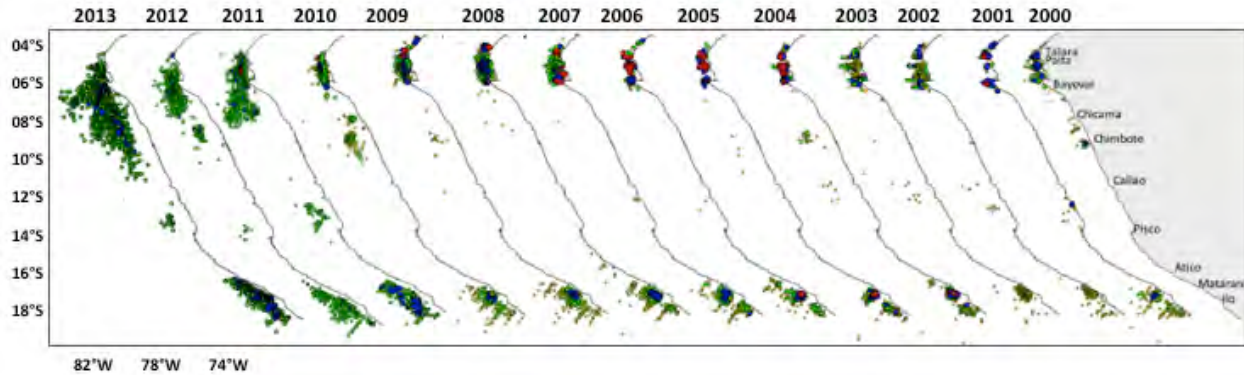 2013 2012 2011 2010 2009 2008 2007 2006 2005 2004 2003 2002 2001 2000
04°S
Talara
Paita
06°S
Bayovar
08°S
Chicama
Chimbote
10°S
Callao
12°S
14°S
Pisco
16°S
Atico
Matarani
Ilo
18°S
82°W 78°W 74°W